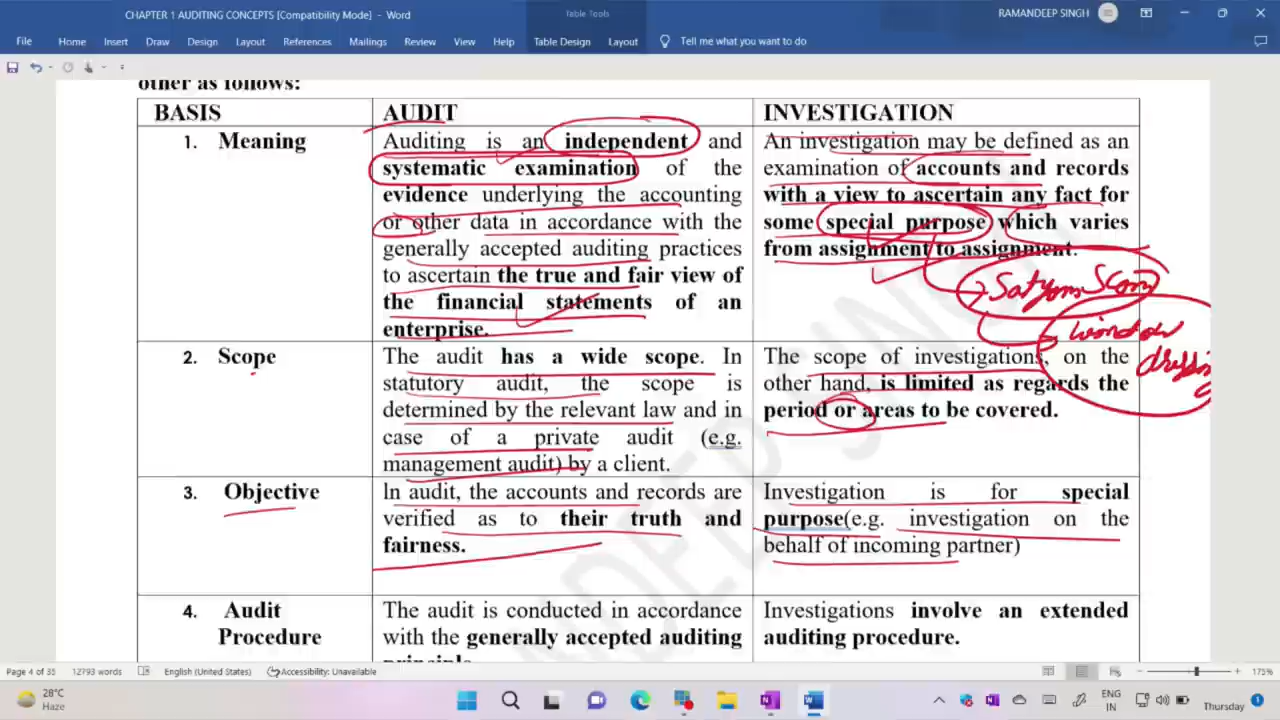 CHAPTER 1 AUDITING CONCEPTS [Compatibility Mode] - Word
Table Tools
RAMANDEEP SINGH
File Home Insert Draw Design Layout References Mailings Review View Help Table Design Layout Tell me what you want to do
other as follows:
BASIS AUDIT INVESTIGATION
1. Meaning
Auditing is an independent and
systematic examination of the
evidence underlying the accounting
or other data in accordance with the
generally accepted auditing practices
to ascertain the true and fair view of
the financial statements of an
enterprise.
An investigation may be defined as an
examination of accounts and records
with a view to ascertain any fact for
some special purpose which varies
from assignment to assignment.
Satyam Scam
window
dressing
2. Scope
The audit has a wide scope. In
statutory audit, the scope is
determined by the relevant law and in
case of a private audit (e.g.
management audit) by a client.
The scope of investigations, on the
other hand, is limited as regards the
period or areas to be covered.
3. Objective
In audit, the accounts and records are
verified as to their truth and
fairness.
Investigation is for special
purpose(e.g. investigation on the
behalf of incoming partner)
4. Audit
Procedure
The audit is conducted in accordance
with the generally accepted auditing
principle.
Investigations involve an extended
auditing procedure.
Page 4 of 35 12793 words English (United States) Accessibility: Unavailable 175%
28°C
Haze
ENG
IN
Thursday